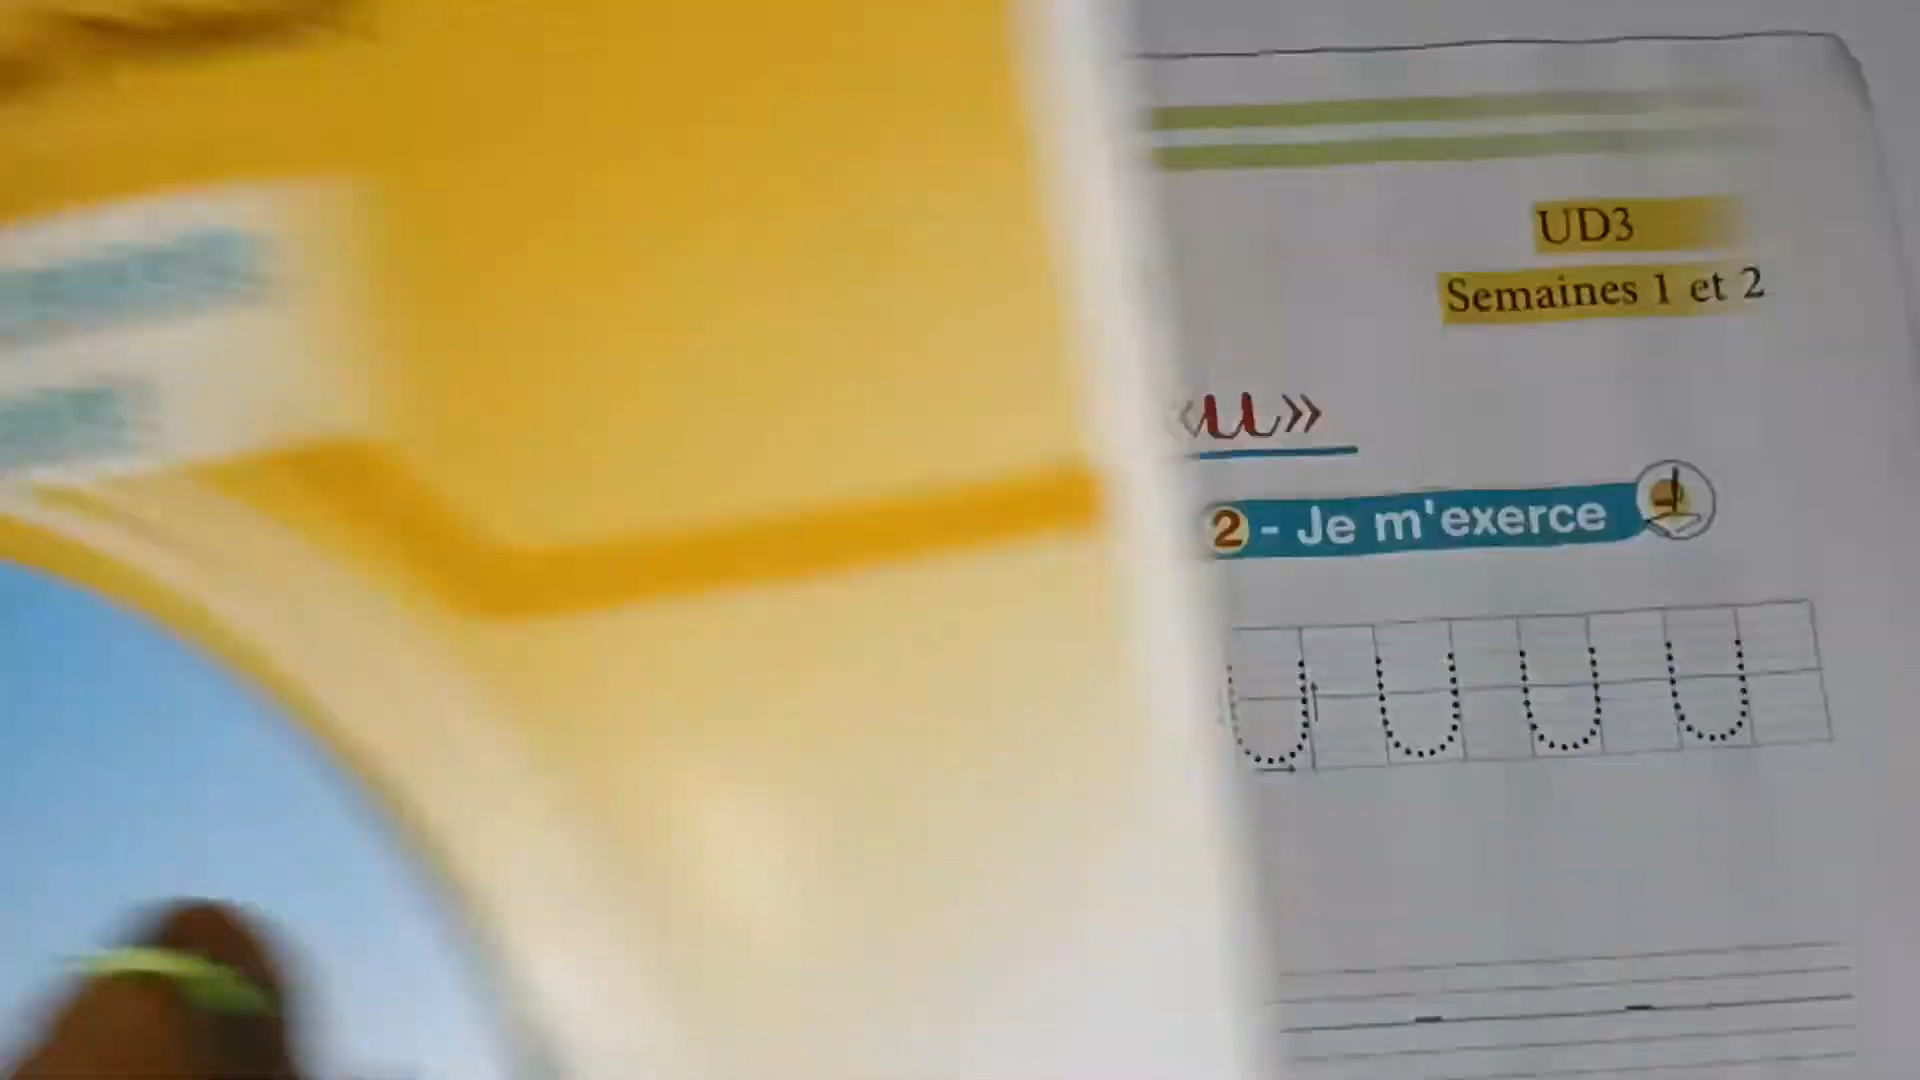 UD3
Semaines 1 et 2
«u»
2 - Je m'exerce